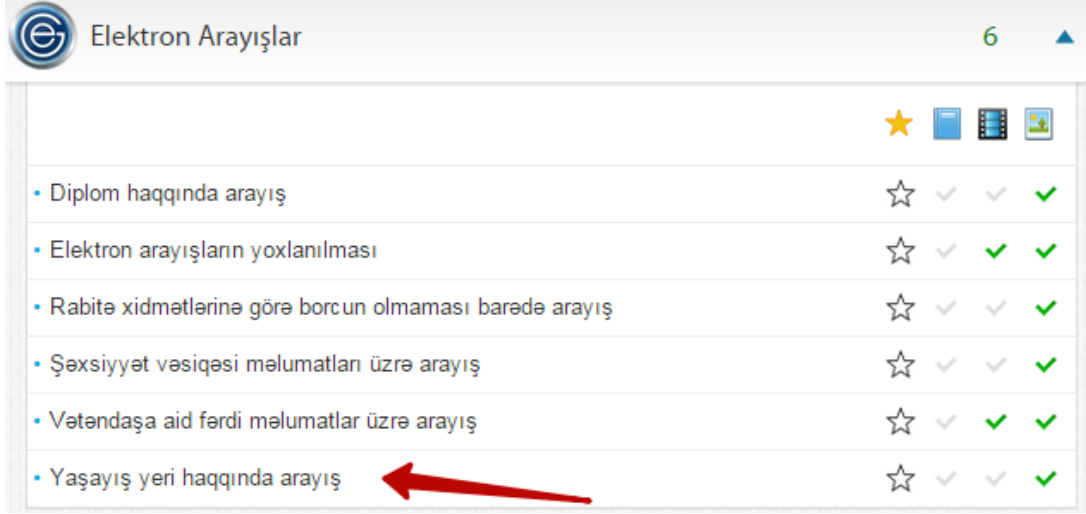 Elektron Arayışlar 6
Diplom haqqında arayış
Elektron arayışların yoxlanılması
Rabitə xidmətlərinə görə borcun olmaması barədə arayış
Şəxsiyyət vəsiqəsi məlumatları üzrə arayış
Vətəndaşa aid fərdi məlumatlar üzrə arayış
Yaşayış yeri haqqında arayış